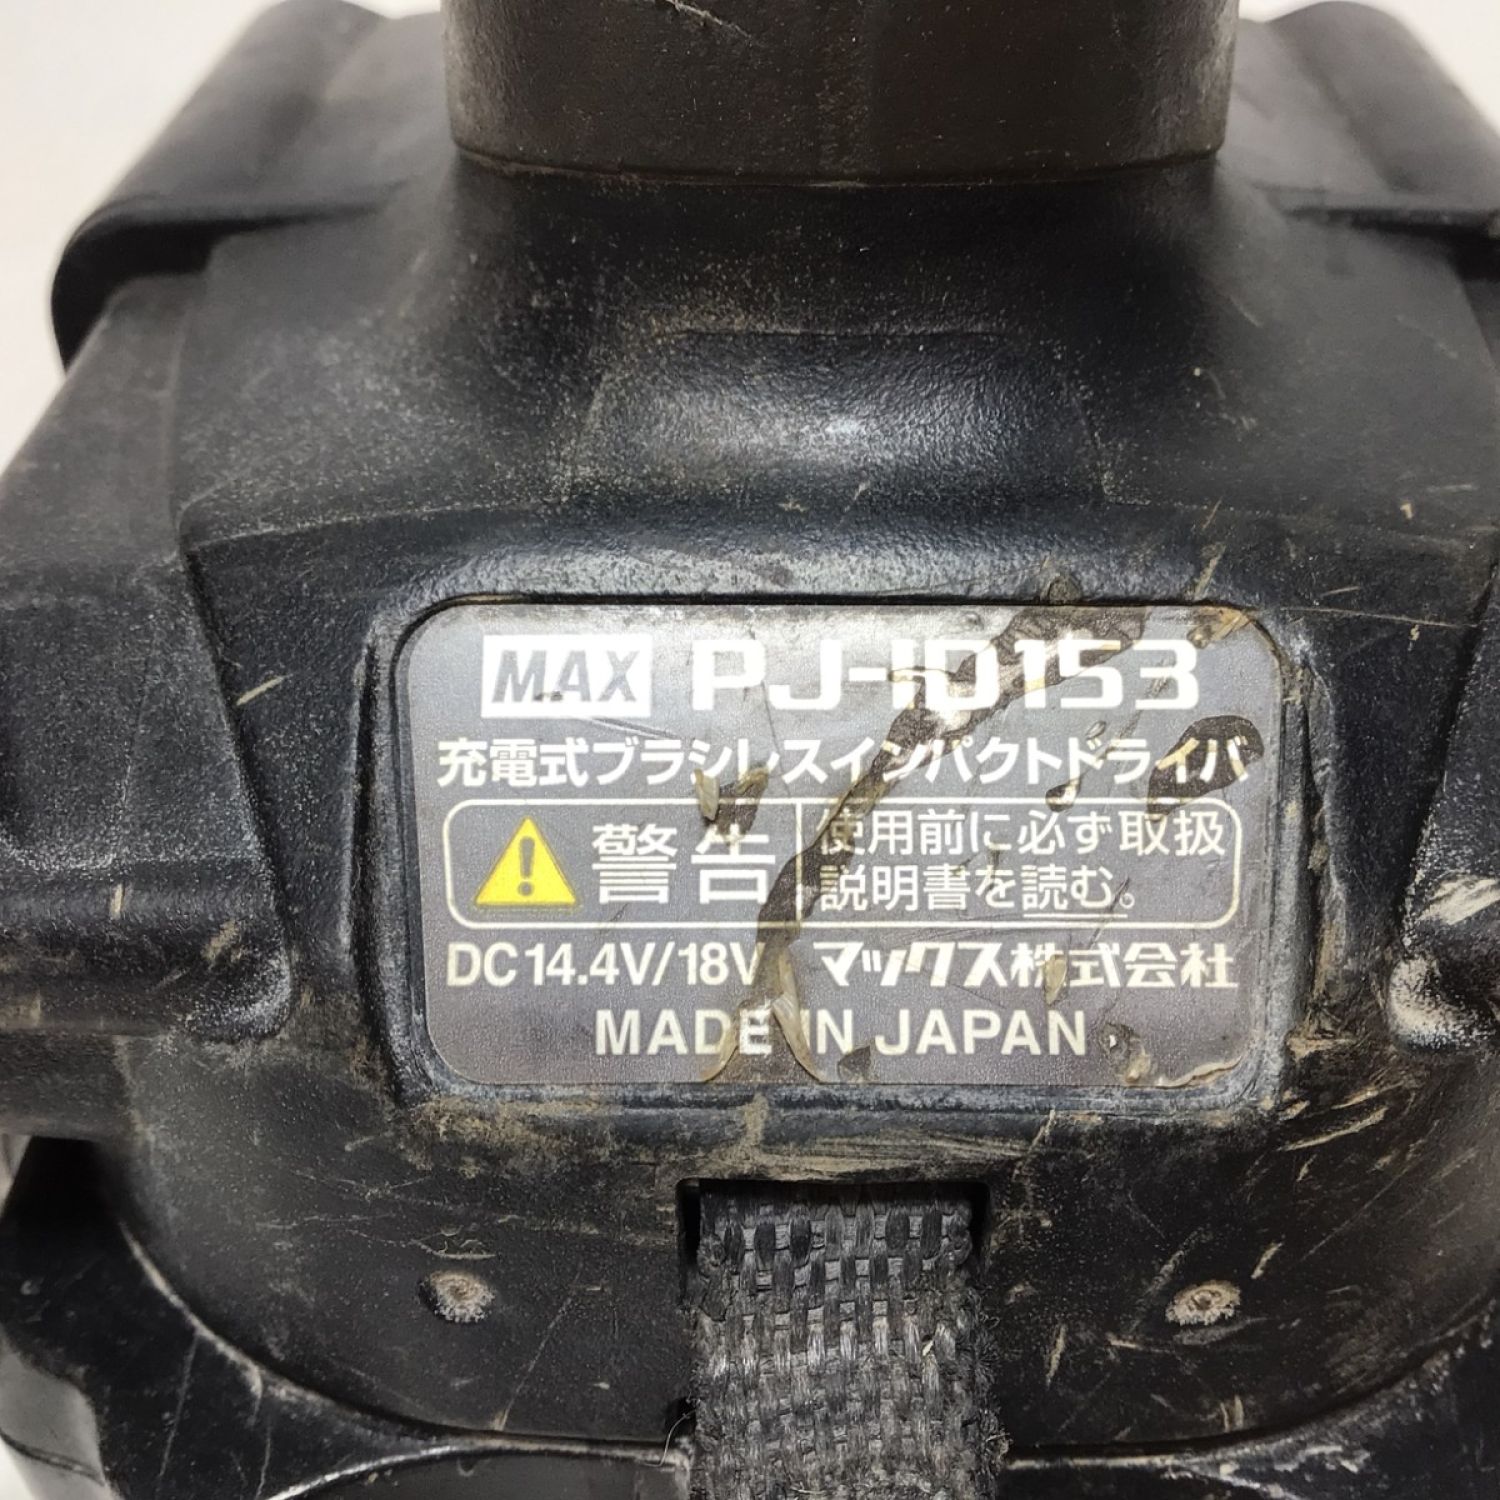 MAX PJ-ID153
充電式ブラシレスインパクトドライバ
警告 使用前に必ず取扱
説明書を読む。
DC14.4V/18V マックス株式会社
MADE IN JAPAN